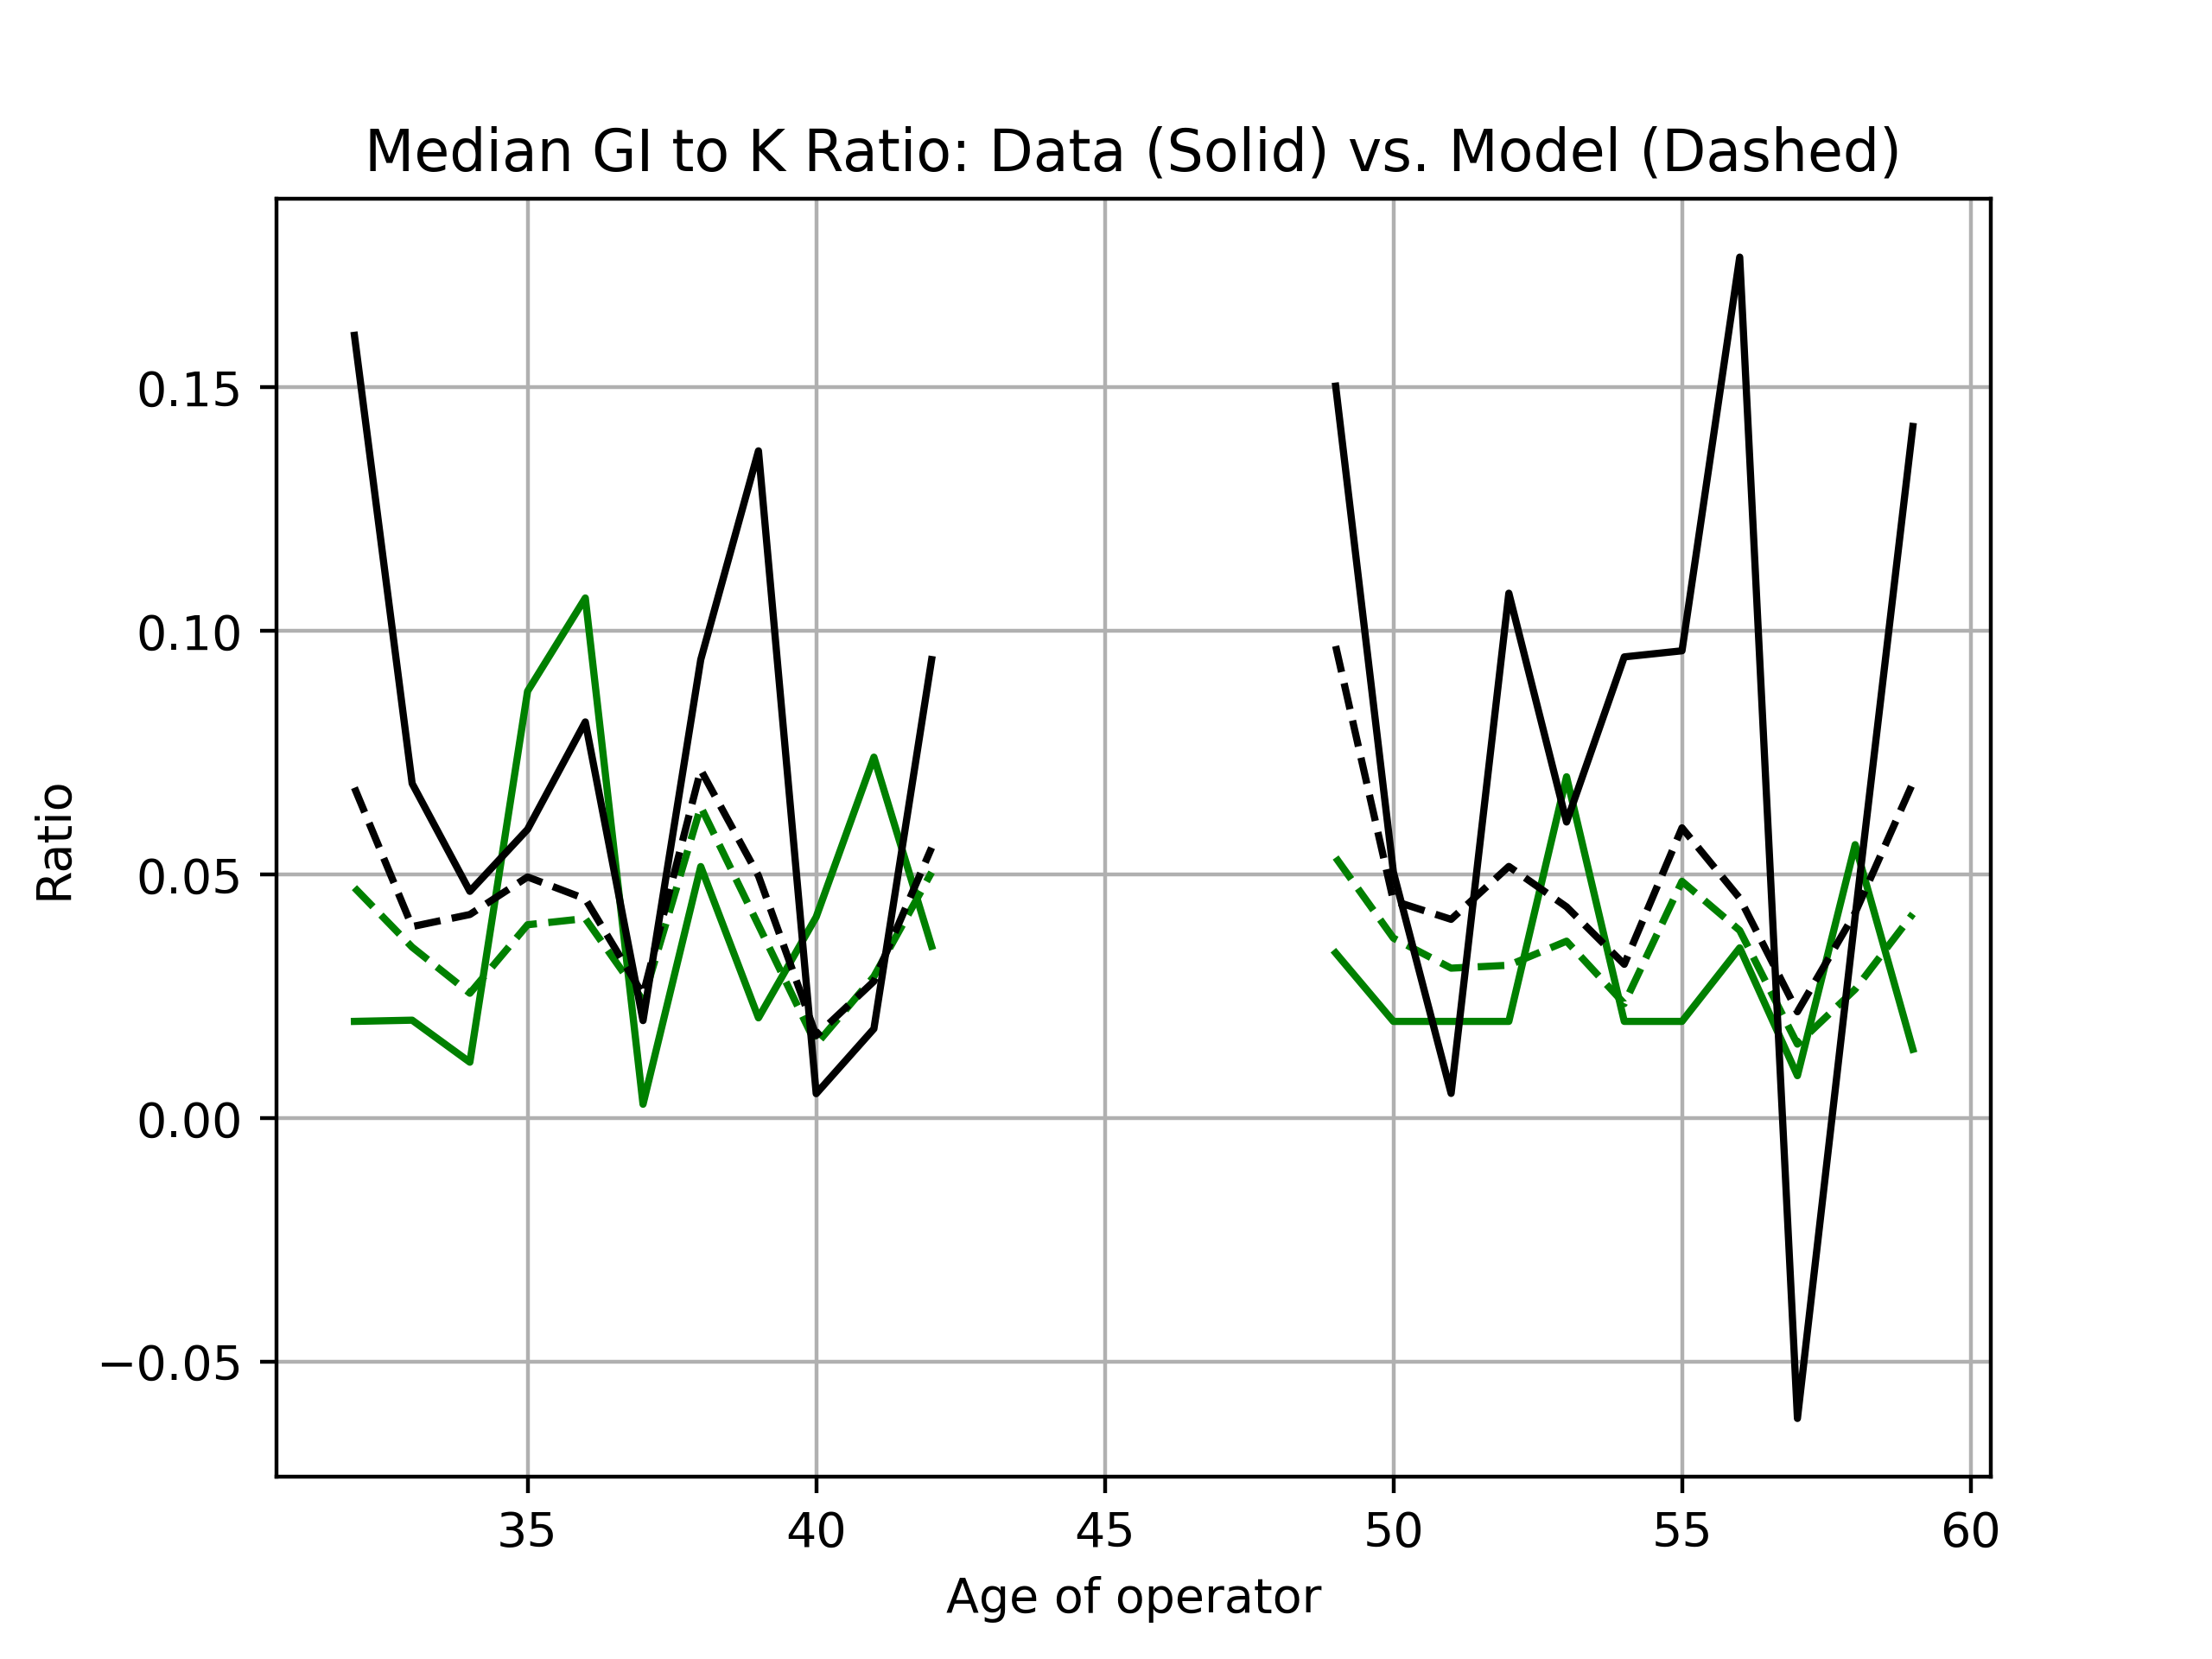 Median GI to K Ratio: Data (Solid) vs. Model (Dashed)
0.15
0.10
0.05
0.00
−0.05
Ratio
35 40 45 50 55 60
Age of operator